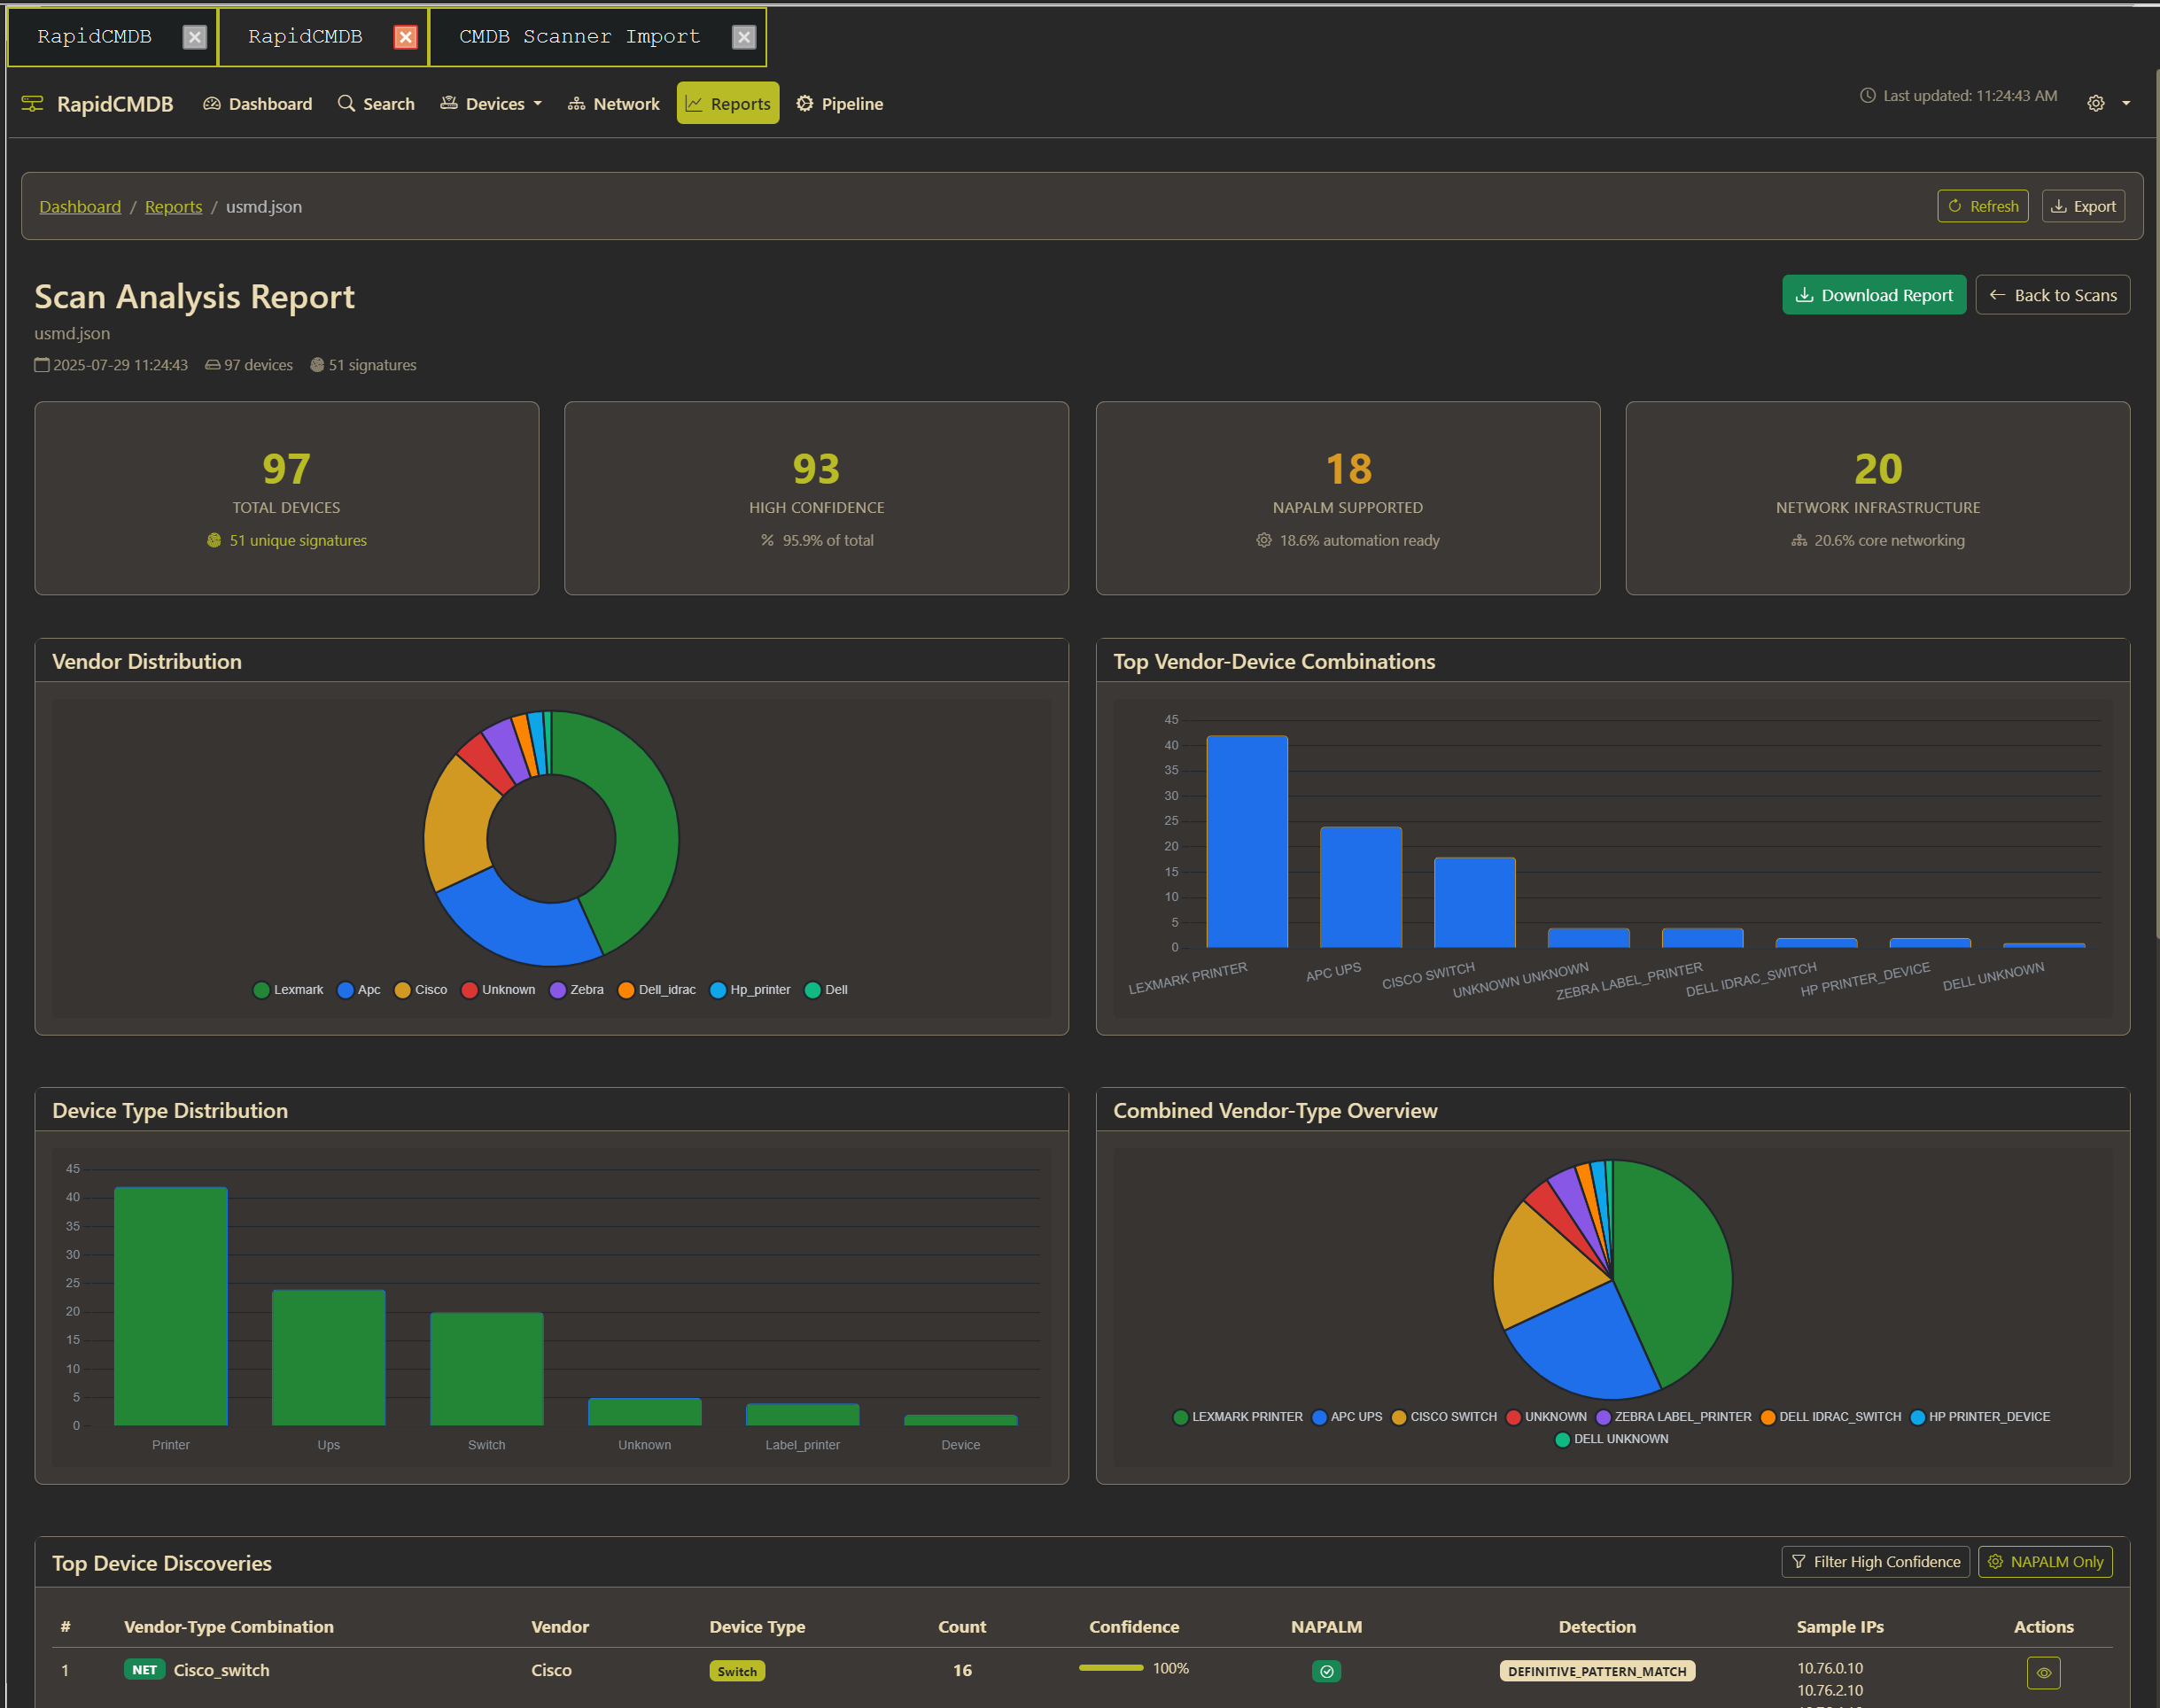 RapidCMDB RapidCMDB CMDB Scanner Import
RapidCMDB Dashboard Search Devices Network Reports Pipeline Last updated: 11:24:43 AM
Dashboard / Reports / usmd.json Refresh Export
Scan Analysis Report Download Report Back to Scans
usmd.json
2025-07-29 11:24:43 97 devices 51 signatures
97 93 18 20
TOTAL DEVICES HIGH CONFIDENCE NAPALM SUPPORTED NETWORK INFRASTRUCTURE
51 unique signatures 95.9% of total 18.6% automation ready 20.6% core networking
Vendor Distribution
Lexmark Apc Cisco Unknown Zebra Dell_idrac Hp_printer Dell
Top Vendor-Device Combinations
45
40
35
30
25
20
15
10
5
0
LEXMARK PRINTER APC UPS CISCO SWITCH UNKNOWN UNKNOWN ZEBRA LABEL_PRINTER DELL IDRAC_SWITCH HP PRINTER_DEVICE DELL UNKNOWN
Device Type Distribution
45
40
35
30
25
20
15
10
5
0
Printer Ups Switch Unknown Label_printer Device
Combined Vendor-Type Overview
LEXMARK PRINTER APC UPS CISCO SWITCH UNKNOWN ZEBRA LABEL_PRINTER DELL IDRAC_SWITCH HP PRINTER_DEVICE
DELL UNKNOWN
Top Device Discoveries Filter High Confidence NAPALM Only
# Vendor-Type Combination Vendor Device Type Count Confidence NAPALM Detection Sample IPs Actions
1 NET Cisco_switch Cisco Switch 16 100% DEFINITIVE_PATTERN_MATCH 10.76.0.10
10.76.2.10